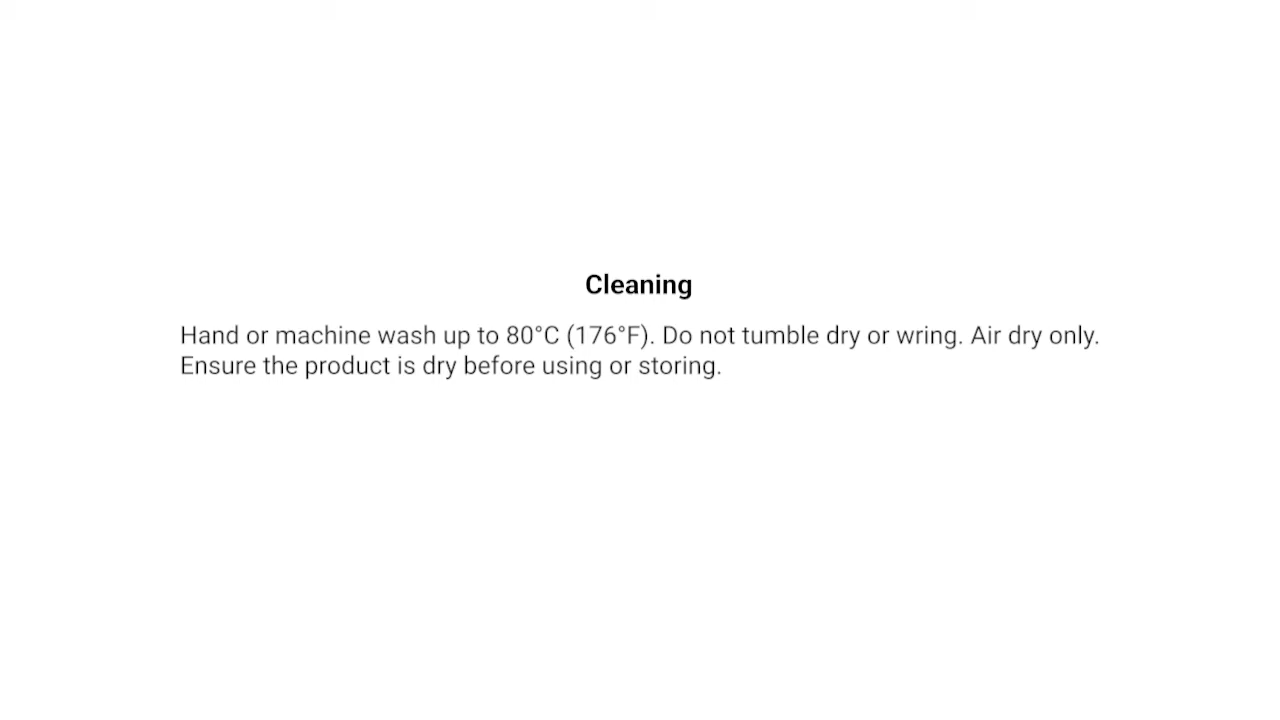 Cleaning
Hand or machine wash up to 80°C (176°F). Do not tumble dry or wring. Air dry only.
Ensure the product is dry before using or storing.